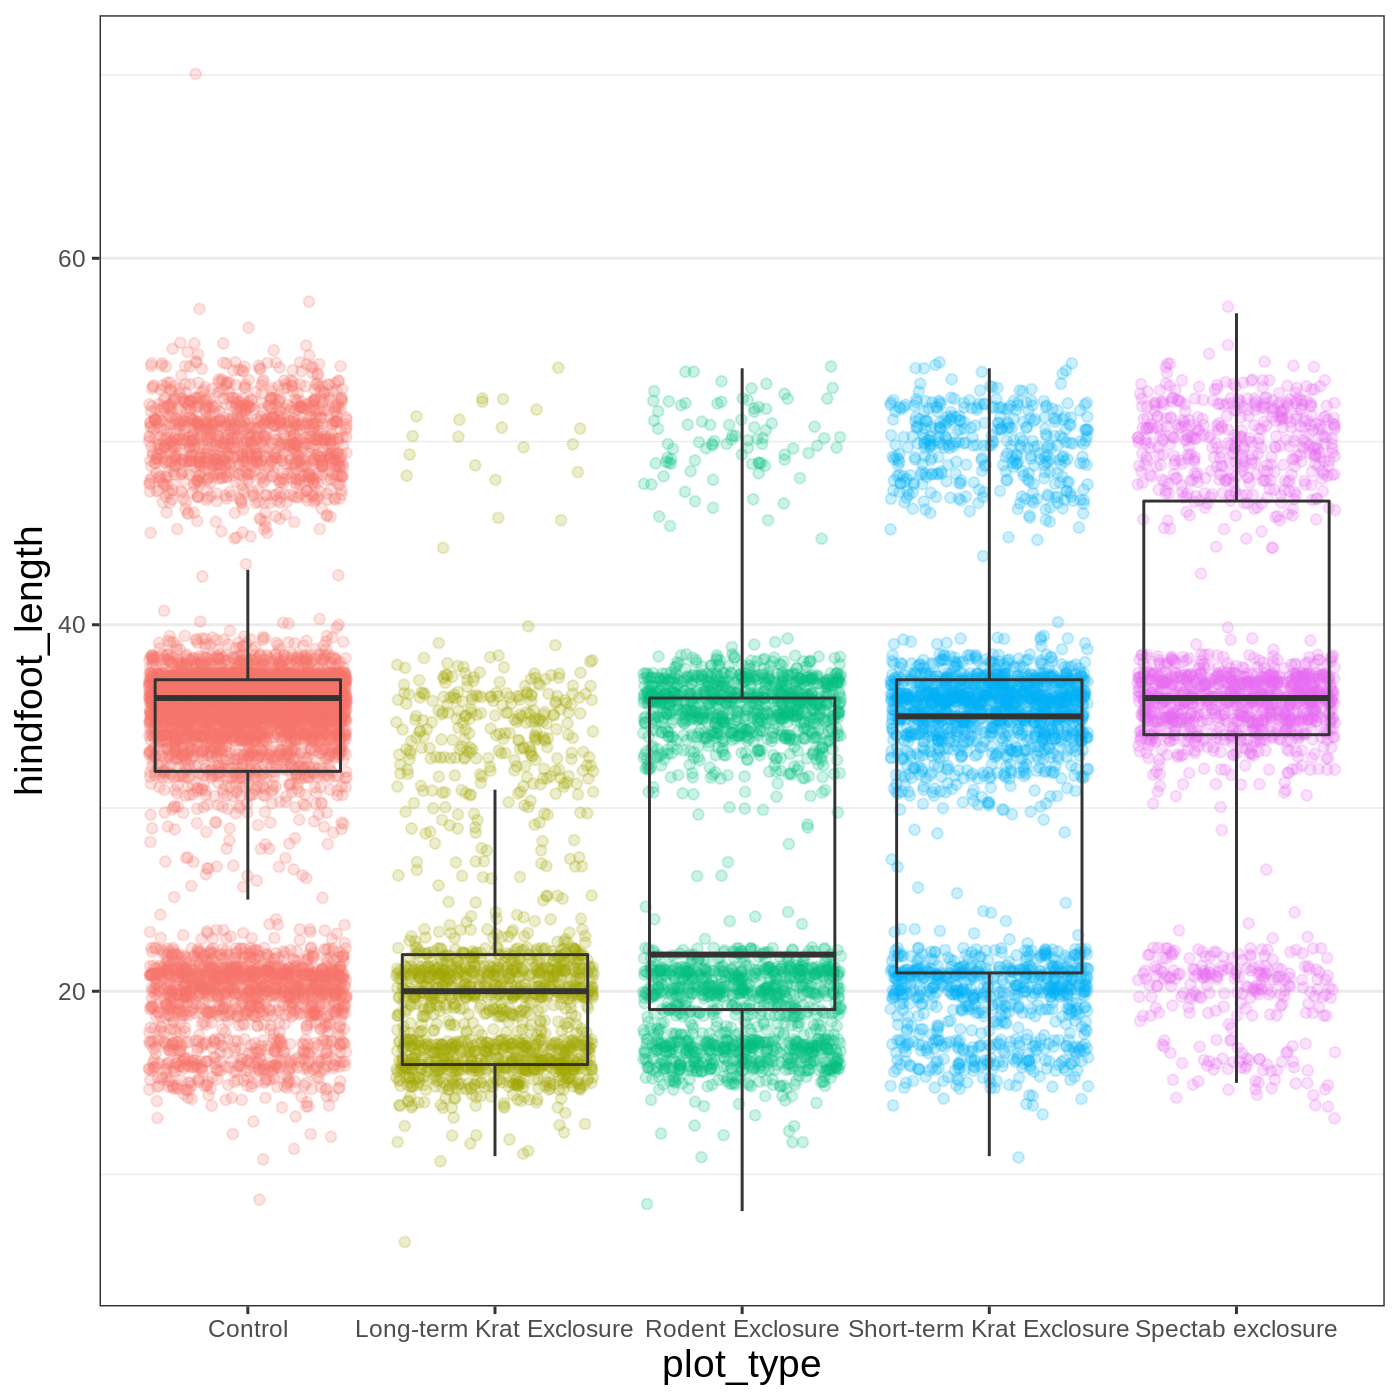 60
40
20
hindfoot_length
Control
Long-term Krat Exclosure
Rodent Exclosure
Short-term Krat Exclosure
Spectab exclosure
plot_type